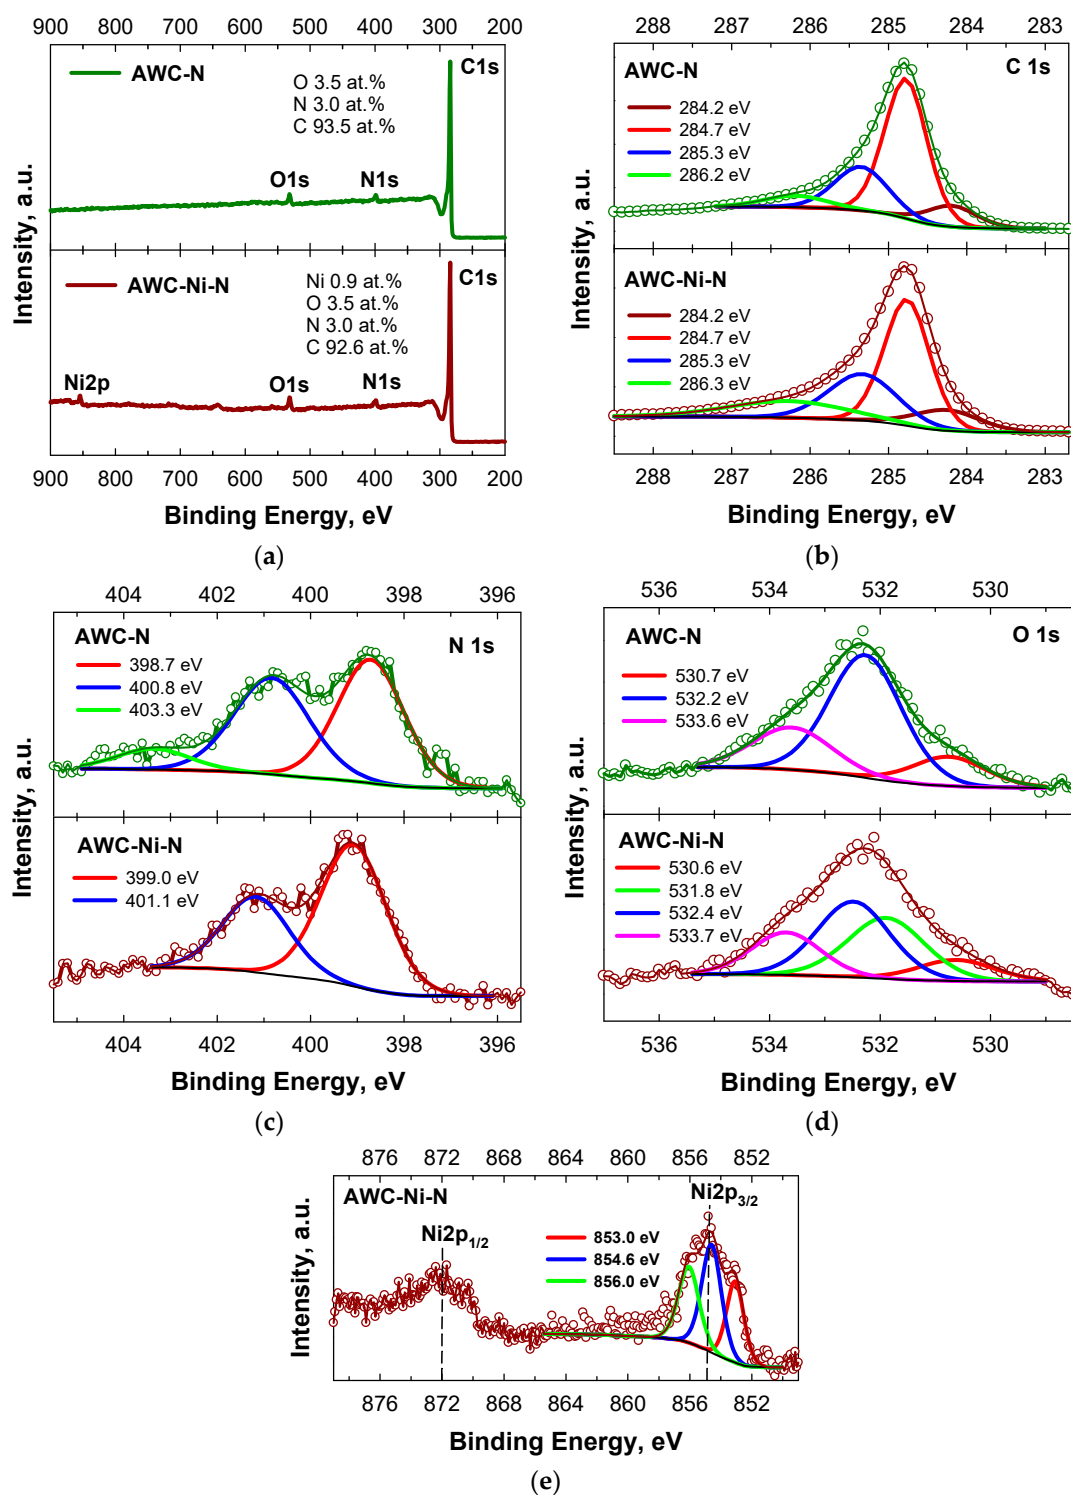 900 800 700 600 500 400 300 200
AWC-N
C1s
O 3.5 at.%
N 3.0 at.%
C 93.5 at.%
O1s
N1s
AWC-Ni-N
C1s
Ni 0.9 at.%
O 3.5 at.%
N 3.0 at.%
C 92.6 at.%
Ni2p
O1s
N1s
Intensity, a.u.
900 800 700 600 500 400 300 200
Binding Energy, eV
(a)
288 287 286 285 284 283
AWC-N
C 1s
284.2 eV
284.7 eV
285.3 eV
286.2 eV
AWC-Ni-N
284.2 eV
284.7 eV
285.3 eV
286.3 eV
Intensity, a.u.
288 287 286 285 284 283
Binding Energy, eV
(b)
404 402 400 398 396
AWC-N
N 1s
398.7 eV
400.8 eV
403.3 eV
AWC-Ni-N
399.0 eV
401.1 eV
Intensity, a.u.
404 402 400 398 396
Binding Energy, eV
(c)
536 534 532 530
AWC-N
O 1s
530.7 eV
532.2 eV
533.6 eV
AWC-Ni-N
530.6 eV
531.8 eV
532.4 eV
533.7 eV
Intensity, a.u.
536 534 532 530
Binding Energy, eV
(d)
876 872 868 864 860 856 852
AWC-Ni-N
Ni2p3/2
Ni2p1/2
853.0 eV
854.6 eV
856.0 eV
Intensity, a.u.
876 872 868 864 860 856 852
Binding Energy, eV
(e)